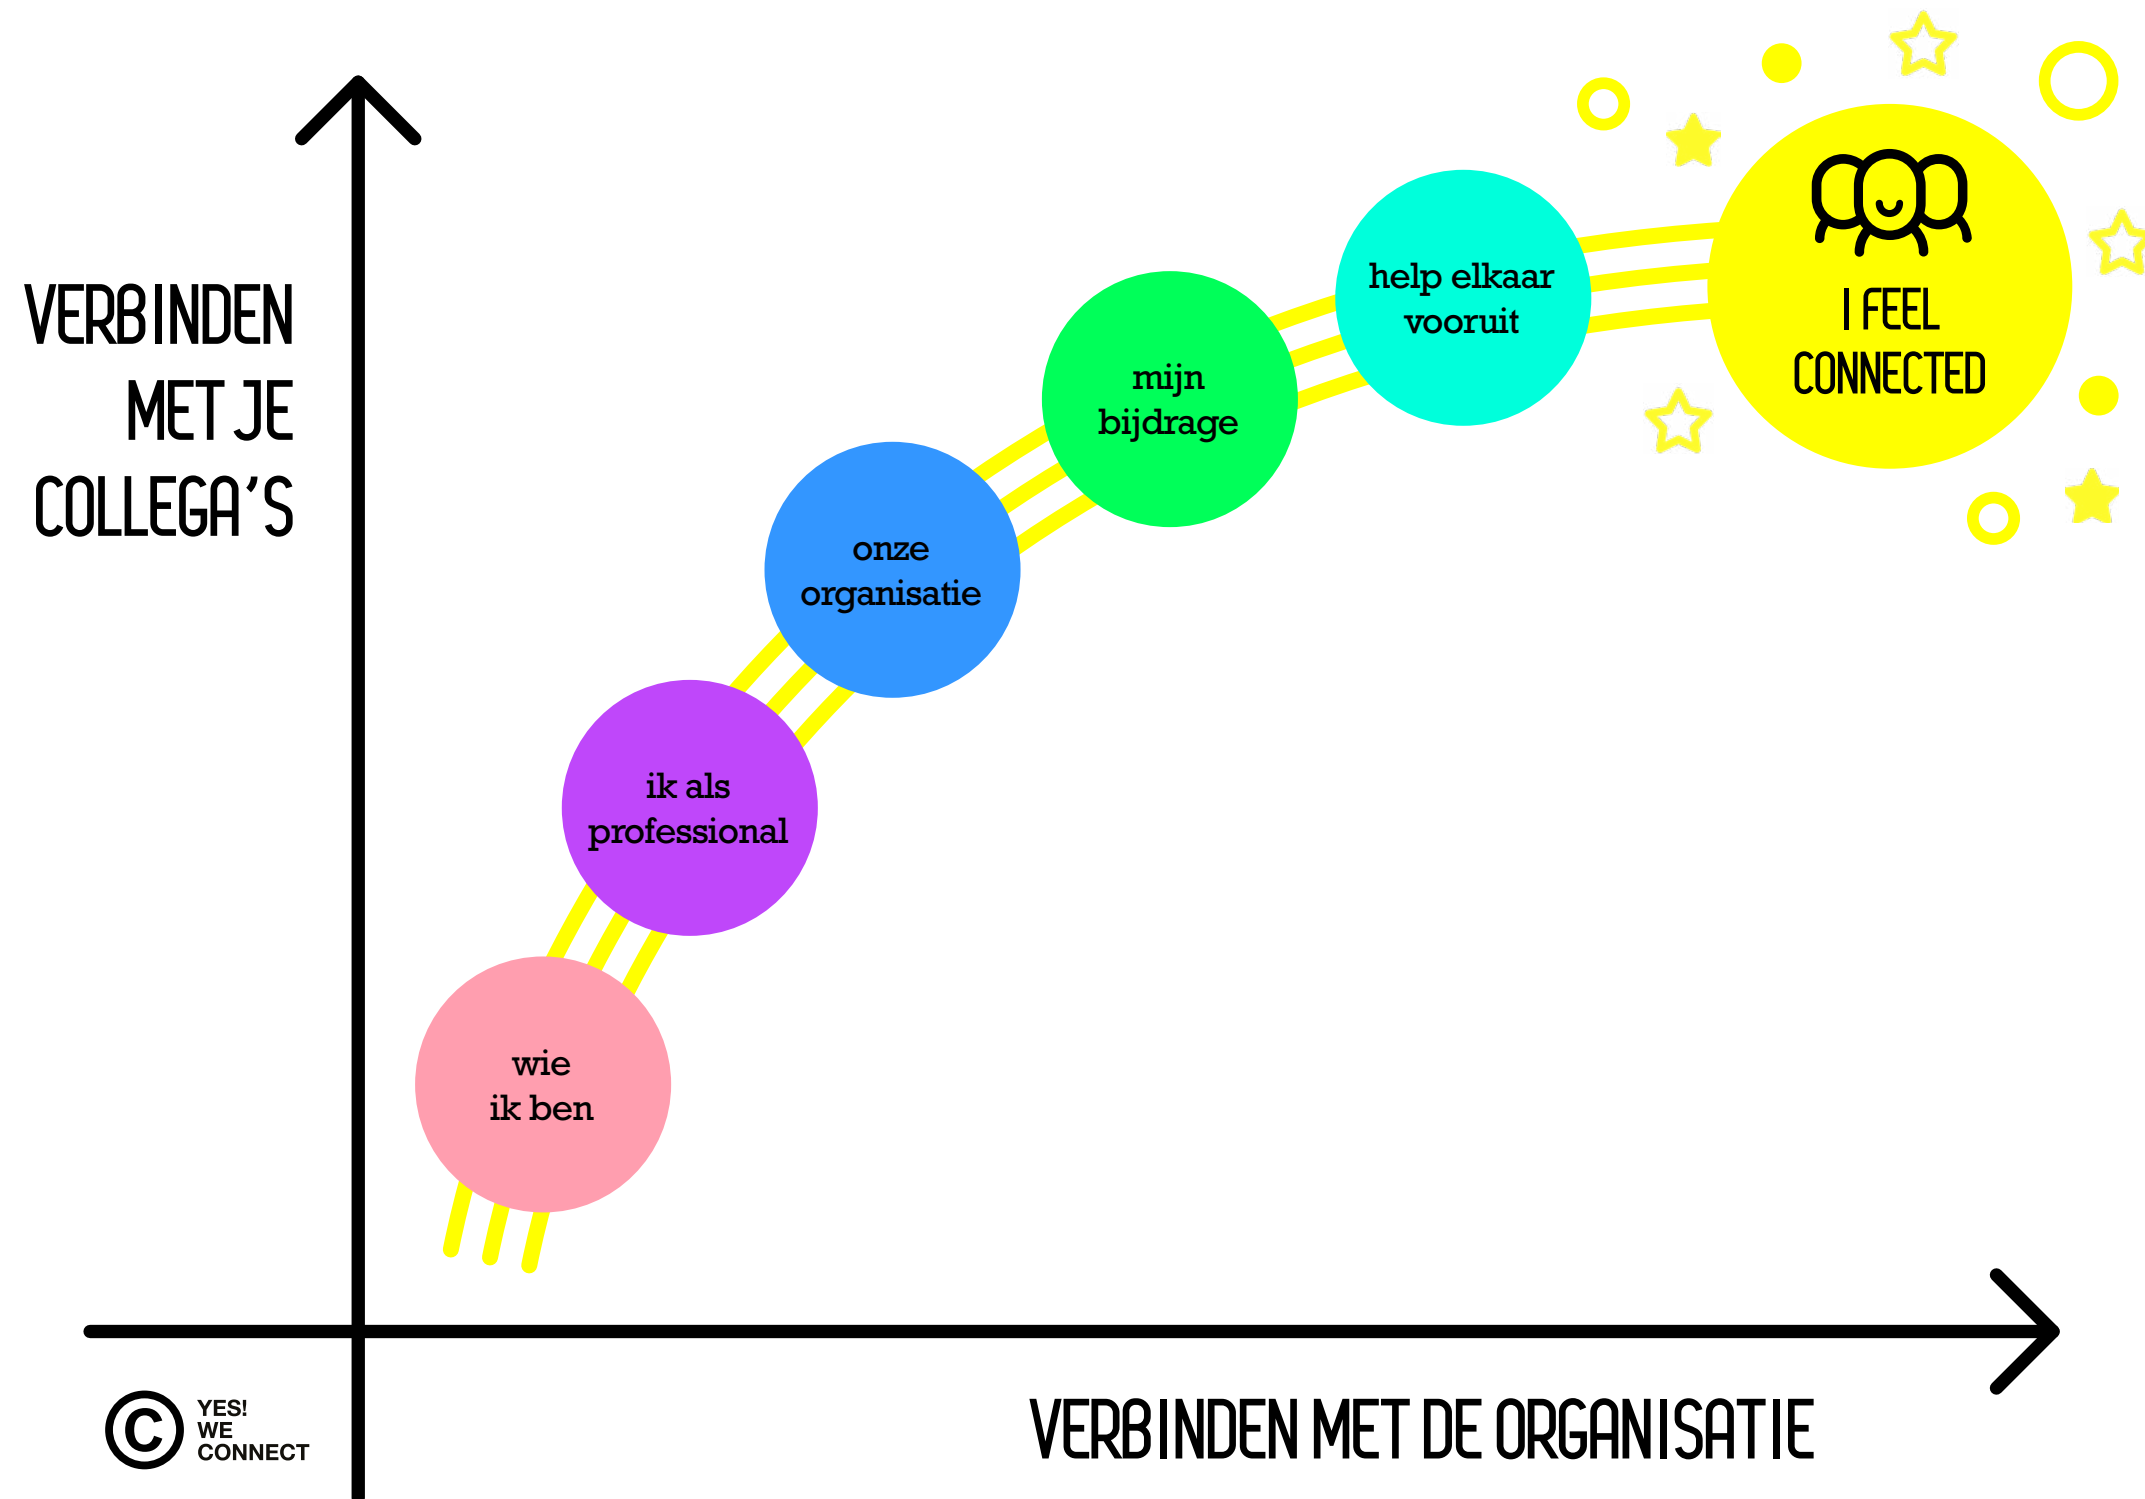 VERBINDEN
MET JE
COLLEGA'S
I FEEL
CONNECTED
help elkaar
vooruit
mijn
bijdrage
onze
organisatie
ik als
professional
wie
ik ben
VERBINDEN MET DE ORGANISATIE
©
YES!
WE
CONNECT